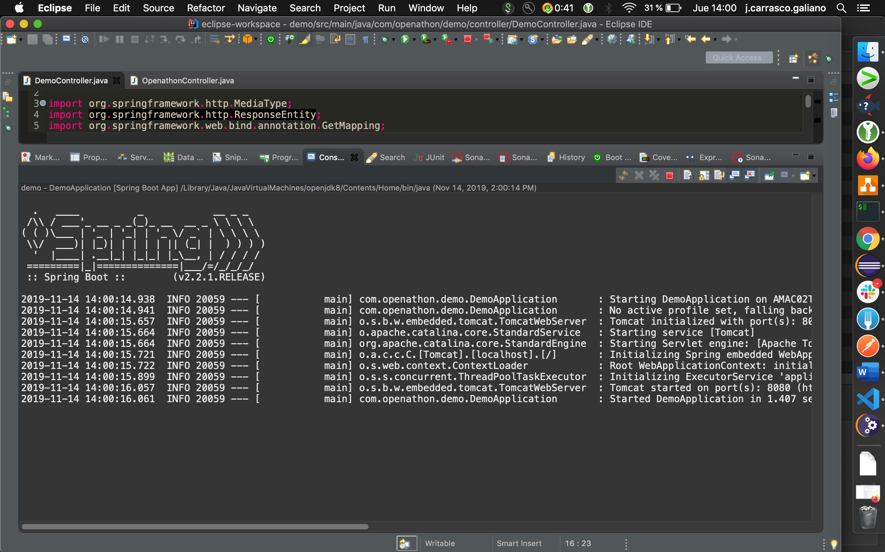 Eclipse File Edit Source Refactor Navigate Search Project Run Window Help 0:41 31 % Thu 14:00 j.carrasco.galiano
eclipse-workspace - demo/src/main/java/com/openathon/demo/controller/DemoController.java - Eclipse IDE
Quick Access
DemoController.java OpenathonController.java
2
3 import org.springframework.http.MediaType;
4 import org.springframework.http.ResponseEntity;
5 import org.springframework.web.bind.annotation.GetMapping;
Mark... Prop... Serv... Data ... Snip... Progr... Cons... Search JUnit Sona... Sona... History Boot ... Cove... Expr... Sona...
demo - DemoApplication [Spring Boot App] /Library/Java/JavaVirtualMachines/openjdk8/Contents/Home/bin/java (Nov 14, 2019, 2:00:14 PM)
  .   ____          _            __ _ _
 /\\ / ___'_ __ _ _(_)_ __  __ _ \ \ \ \
( ( )\___ | '_ | '_| | '_ \/ _` | \ \ \ \
 \\/  ___)| |_)| | | | | || (_| |  ) ) ) )
  '  |____| .__|_| |_|_| |_\__, | / / / /
 =========|_|==============|___/=/_/_/_/
 :: Spring Boot ::        (v2.2.1.RELEASE)
2019-11-14 14:00:14.938  INFO 20059 --- [           main] com.openathon.demo.DemoApplication       : Starting DemoApplication on AMAC02T
2019-11-14 14:00:14.941  INFO 20059 --- [           main] com.openathon.demo.DemoApplication       : No active profile set, falling back
2019-11-14 14:00:15.657  INFO 20059 --- [           main] o.s.b.w.embedded.tomcat.TomcatWebServer  : Tomcat initialized with port(s): 80
2019-11-14 14:00:15.664  INFO 20059 --- [           main] o.apache.catalina.core.StandardService   : Starting service [Tomcat]
2019-11-14 14:00:15.664  INFO 20059 --- [           main] org.apache.catalina.core.StandardEngine  : Starting Servlet engine: [Apache To
2019-11-14 14:00:15.721  INFO 20059 --- [           main] o.a.c.c.C.[Tomcat].[localhost].[/]       : Initializing Spring embedded WebApp
2019-11-14 14:00:15.722  INFO 20059 --- [           main] o.s.web.context.ContextLoader            : Root WebApplicationContext: initial
2019-11-14 14:00:15.899  INFO 20059 --- [           main] o.s.s.concurrent.ThreadPoolTaskExecutor  : Initializing ExecutorService 'appli
2019-11-14 14:00:16.057  INFO 20059 --- [           main] o.s.b.w.embedded.tomcat.TomcatWebServer  : Tomcat started on port(s): 8080 (ht
2019-11-14 14:00:16.061  INFO 20059 --- [           main] com.openathon.demo.DemoApplication       : Started DemoApplication in 1.407 se
Writable Smart Insert 16 : 23